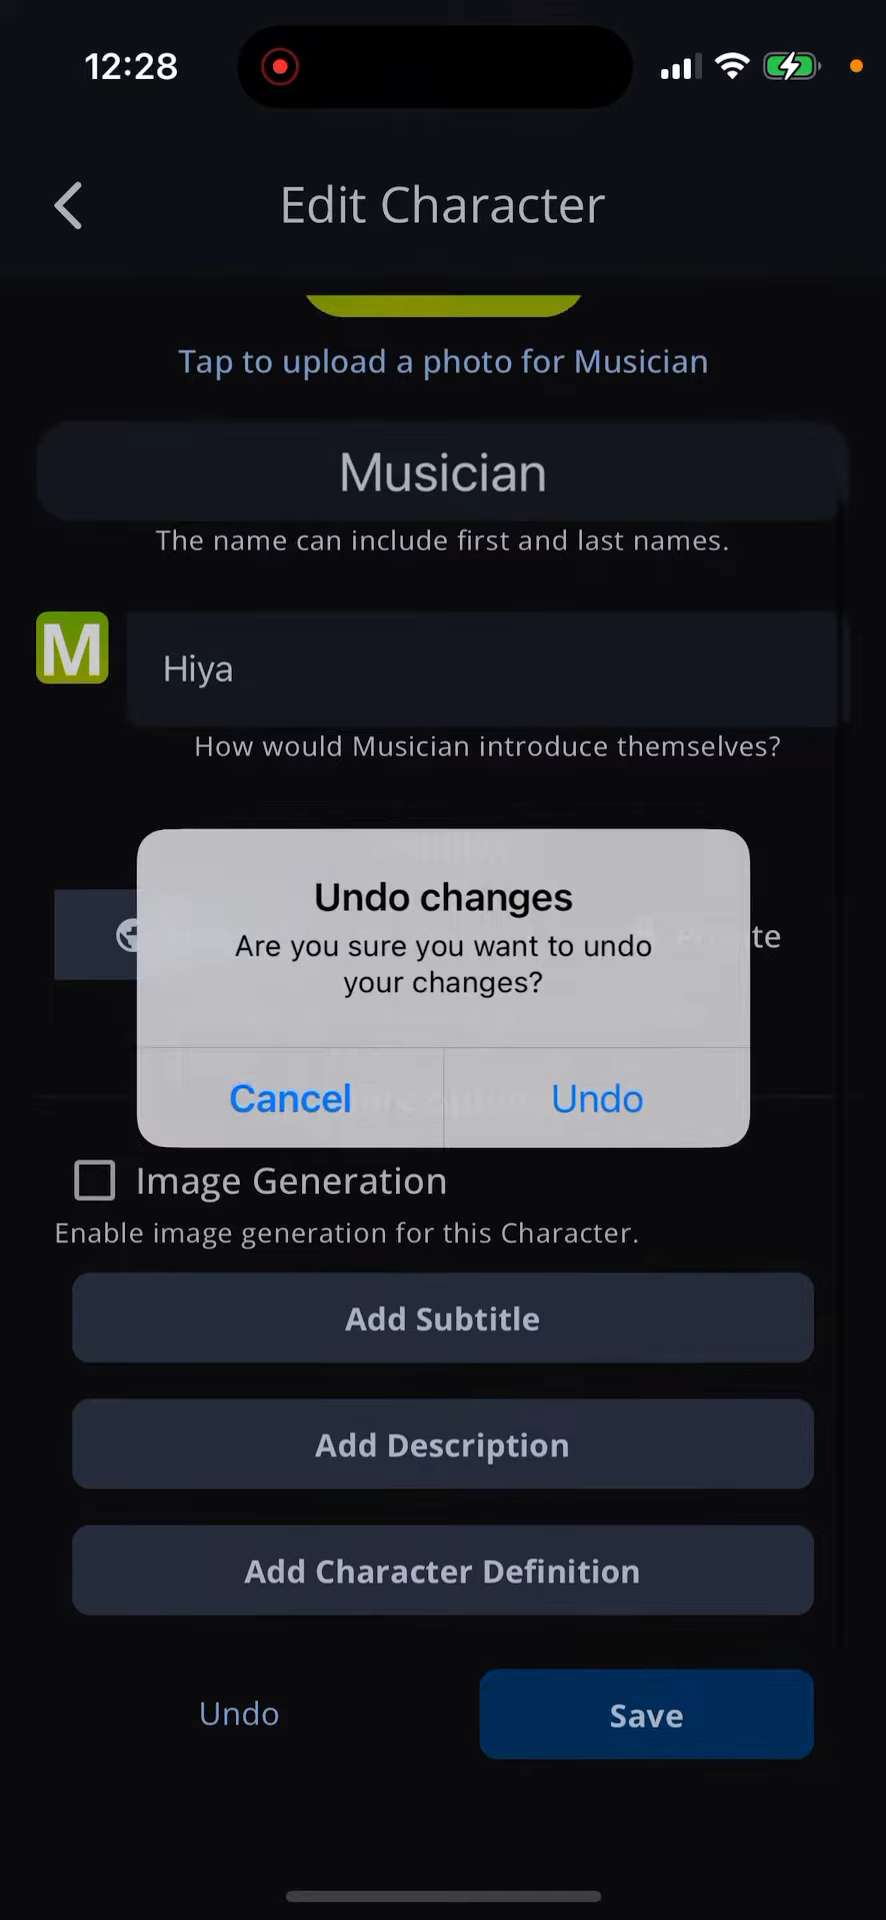 12:28
Edit Character
Tap to upload a photo for Musician
Musician
The name can include first and last names.
M
Hiya
How would Musician introduce themselves?
Undo changes
Are you sure you want to undo
your changes?
te
Cancel
Undo
Image Generation
Enable image generation for this Character.
Add Subtitle
Add Description
Add Character Definition
Undo
Save